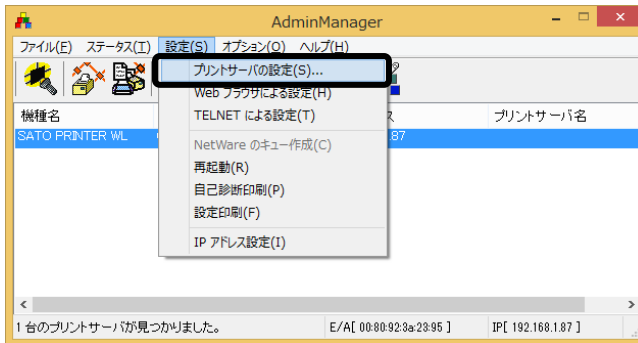 AdminManager
ファイル(F) ステータス(T) 設定(S) オプション(O) ヘルプ(H)
プリントサーバの設定(S)...
Web ブラウザによる設定(H)
TELNET による設定(T)
NetWare のキュー作成(C)
再起動(R)
自己診断印刷(P)
設定印刷(F)
IP アドレス設定(I)
機種名 ス プリントサーバ名
SATO PRINTER WL .87
1 台のプリントサーバが見つかりました。 E/A[ 00:80:92:3a:23:95 ] IP[ 192.168.1.87 ]